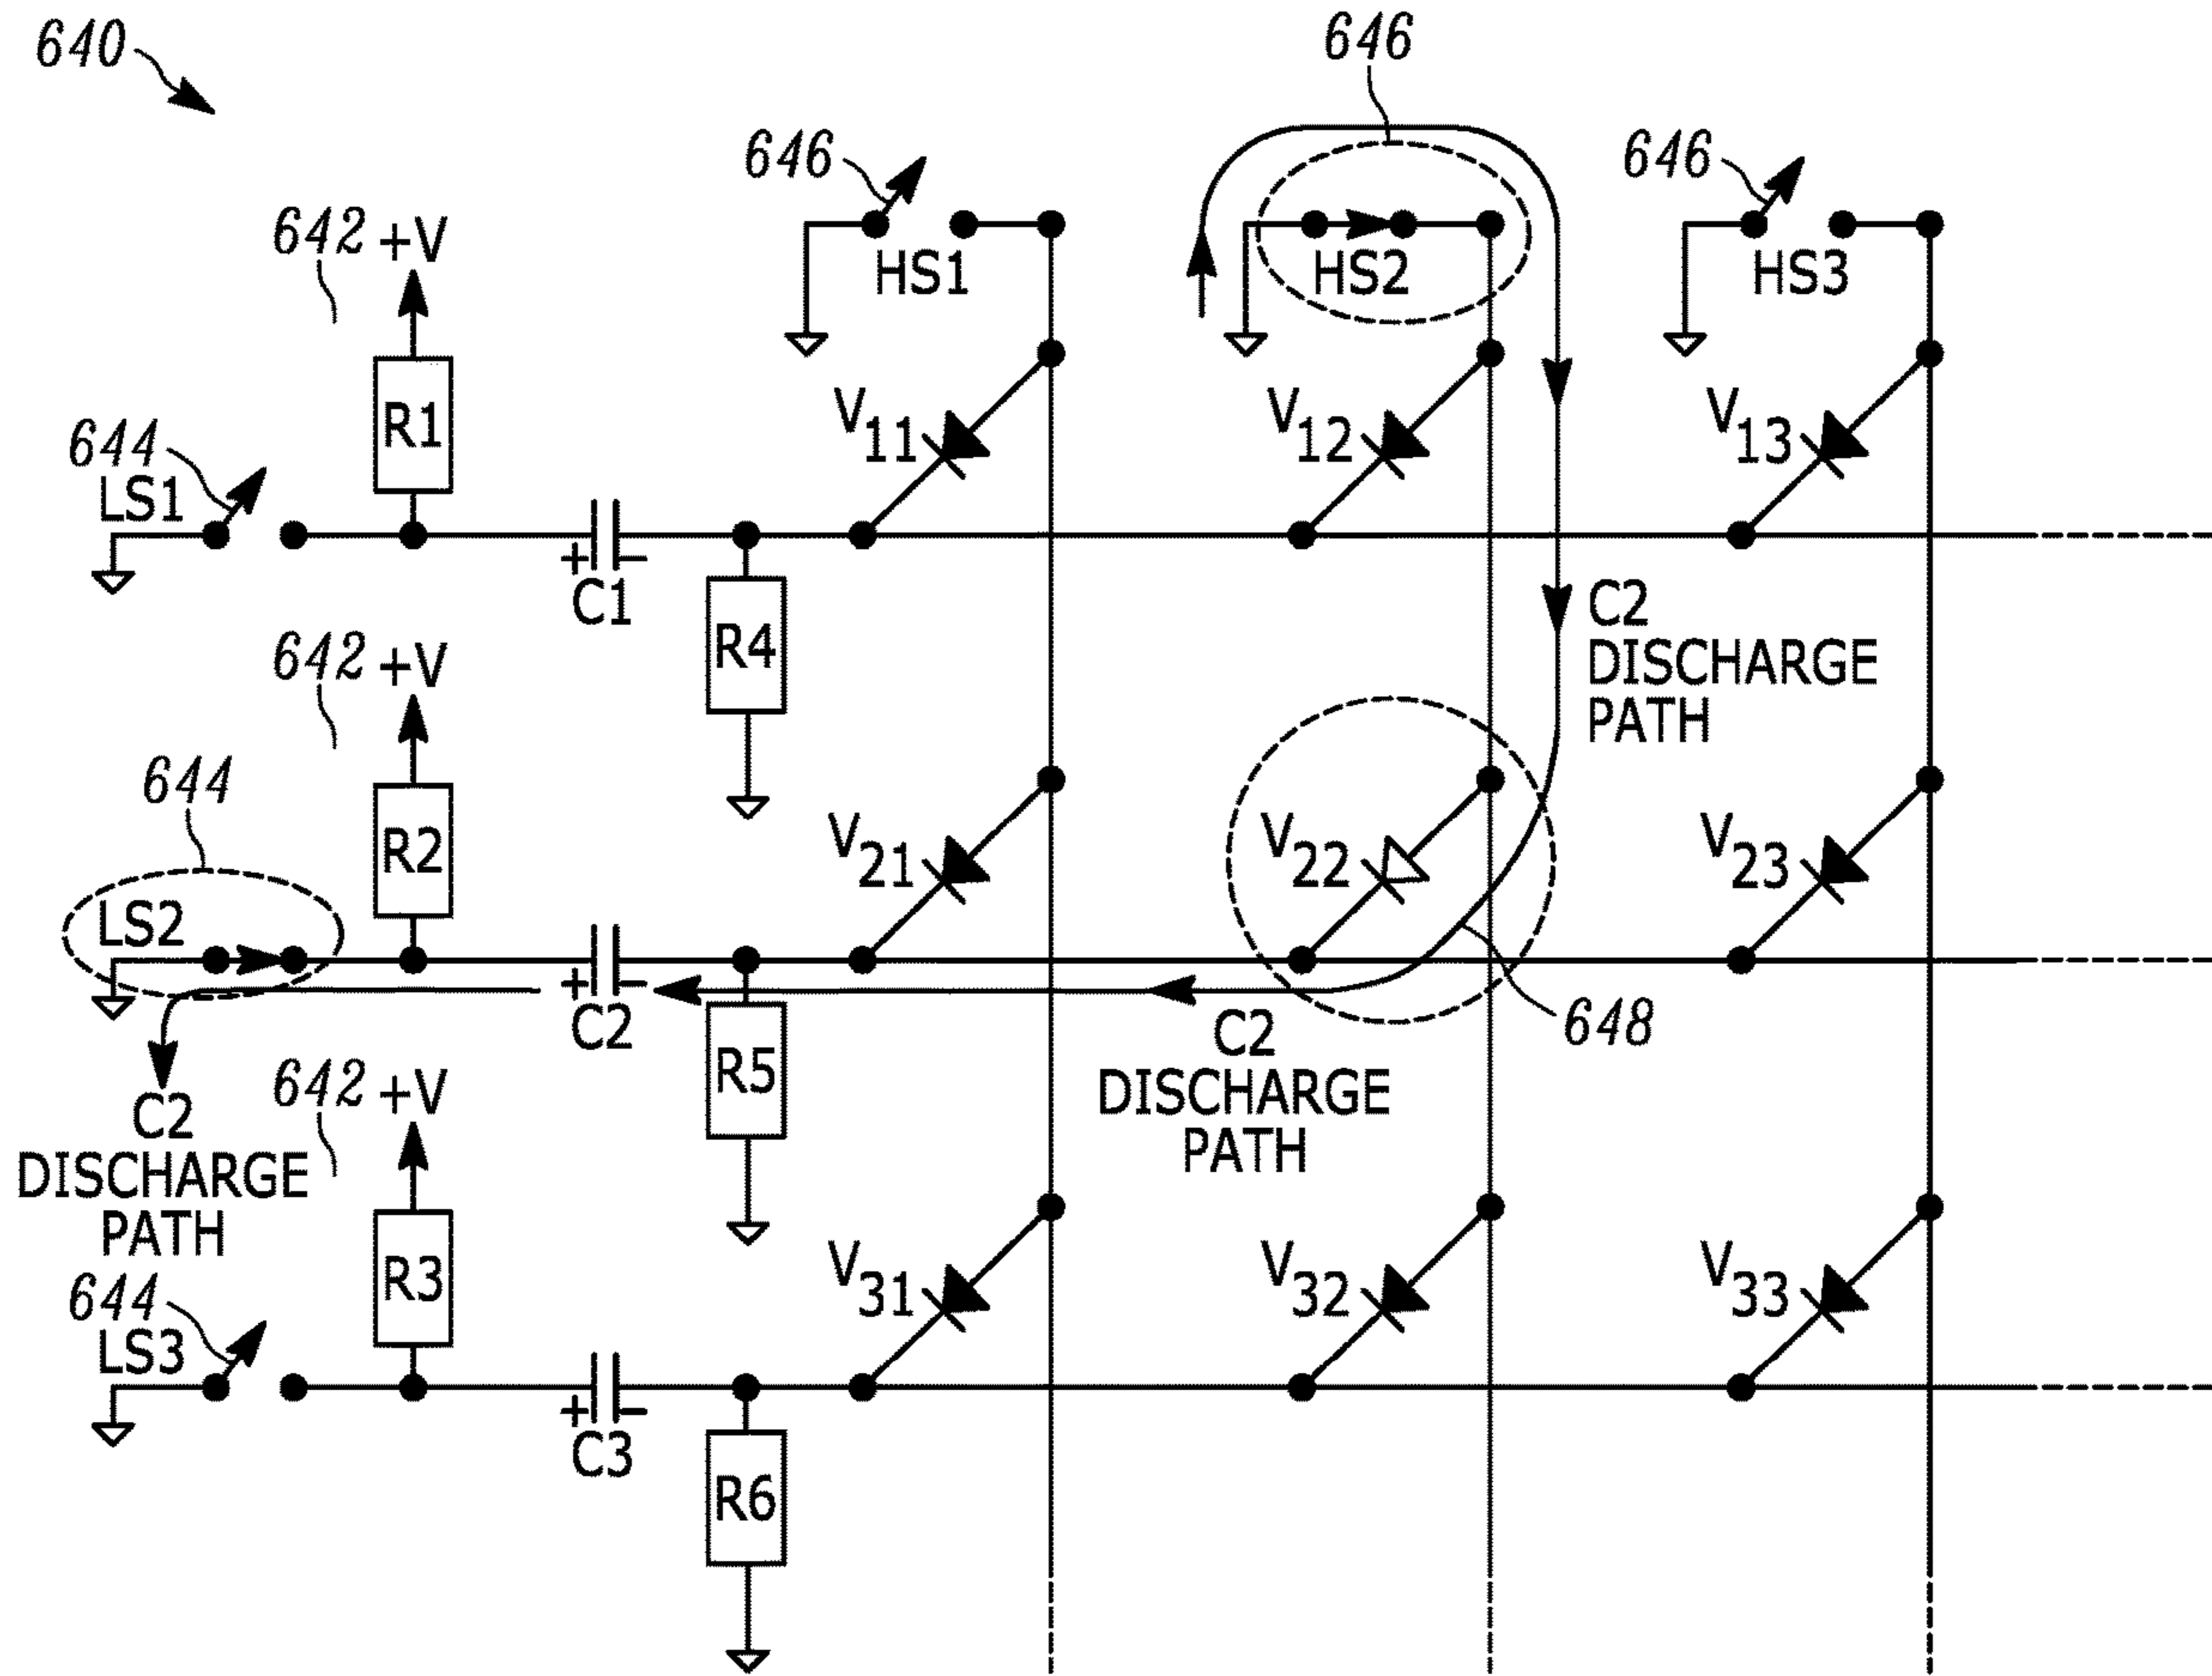 640
646
646
646
642 +V
HS1
HS2
HS3
R1
V11
V12
V13
644
LS1
+ -
C1
R4
C2
DISCHARGE
PATH
642 +V
644
R2
V21
V22
V23
LS2
+ -
C2
R5
648
C2
DISCHARGE
PATH
642 +V
C2
DISCHARGE
PATH
R3
V31
V32
V33
644
LS3
+ -
C3
R6